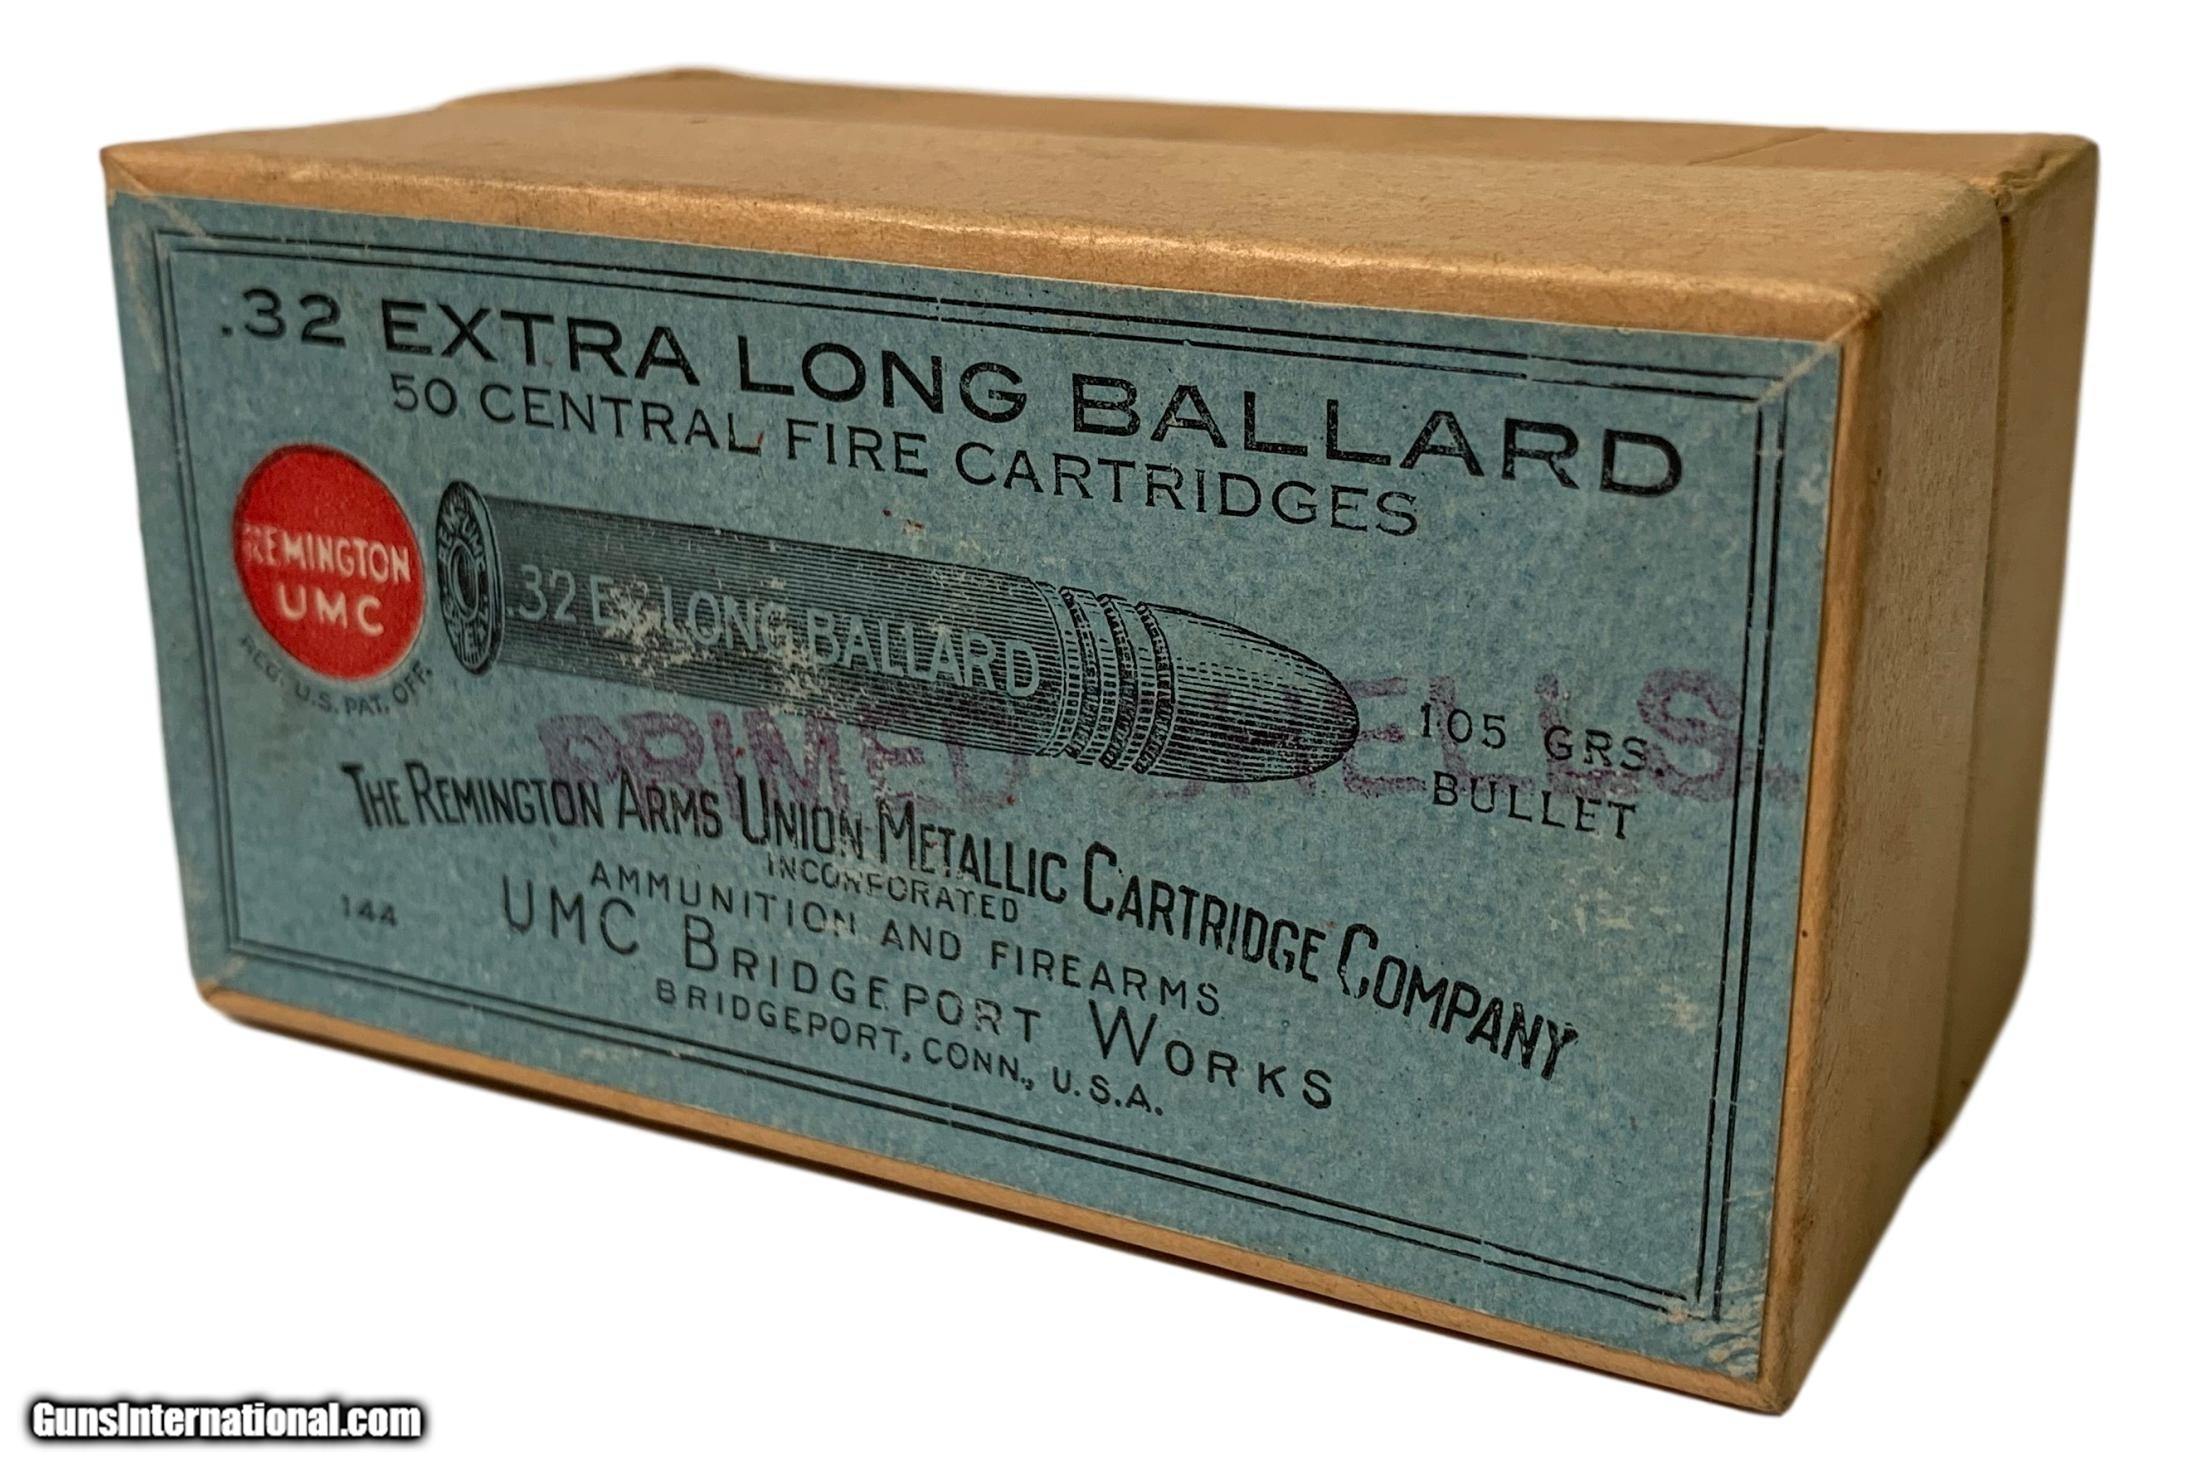 .32 EXTRA LONG BALLARD
50 CENTRAL FIRE CARTRIDGES
REMINGTON
UMC
REG. U.S. PAT. OFF.
REM-UMC
.32 EX. LONG BALLARD
PRIMED SHELLS.
105 GRS.
BULLET
THE REMINGTON ARMS UNION METALLIC CARTRIDGE COMPANY
INCORPORATED
AMMUNITION AND FIREARMS
144
UMC BRIDGEPORT WORKS
BRIDGEPORT, CONN., U.S.A.
GunsInternational.com